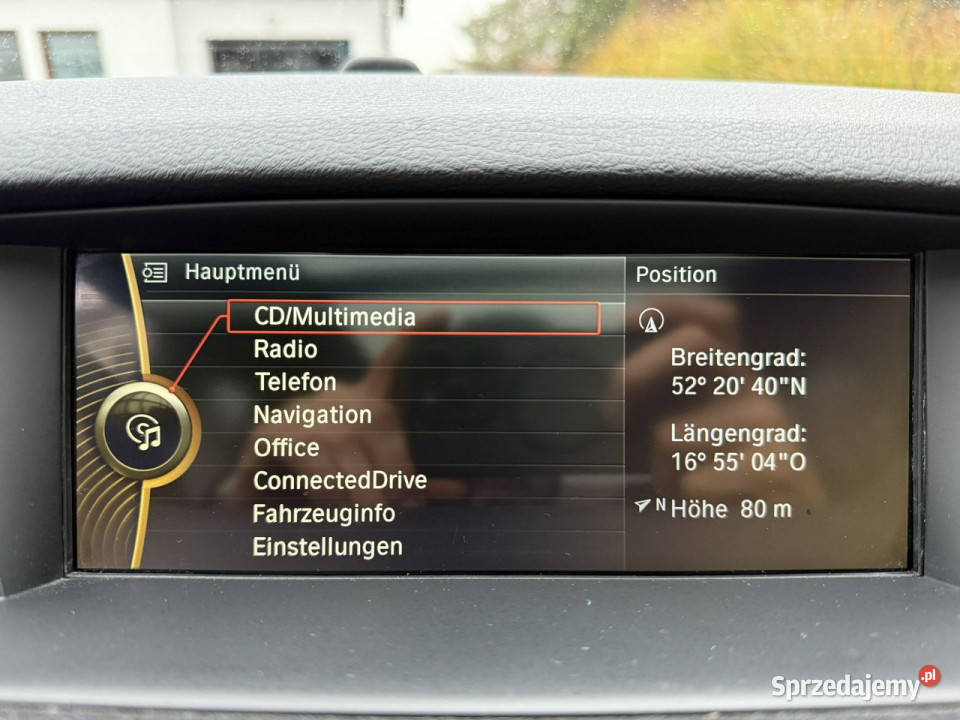 Hauptmenü
CD/Multimedia
Radio
Telefon
Navigation
Office
ConnectedDrive
Fahrzeuginfo
Einstellungen
Position
Breitengrad:
52° 20' 40"N
Längengrad:
16° 55' 04"O
N Höhe 80 m
Sprzedajemy.pl